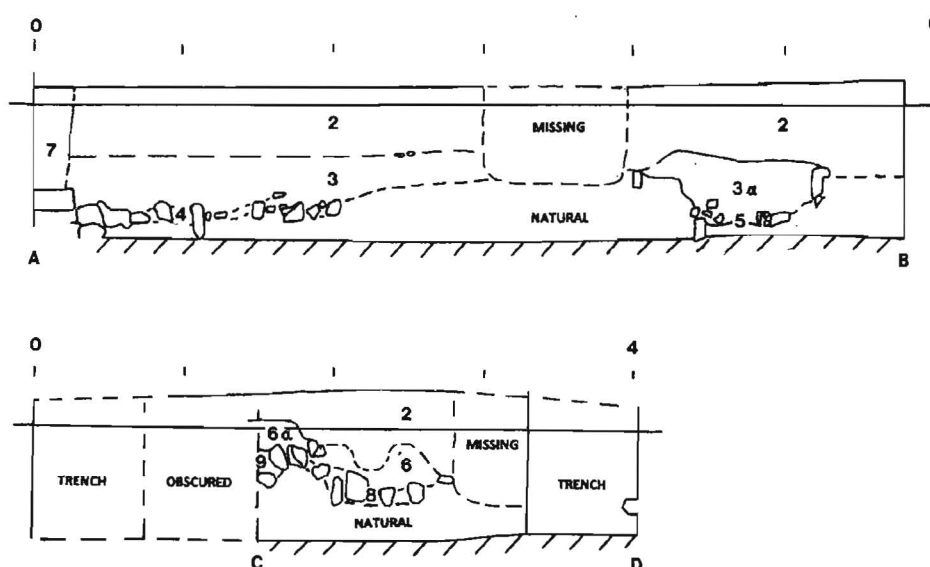 0
2 MISSING 2
7
3 3a
4 NATURAL 5
A B
0 4
2
6a MISSING
9 6
TRENCH OBSCURED 8 TRENCH
NATURAL
C D